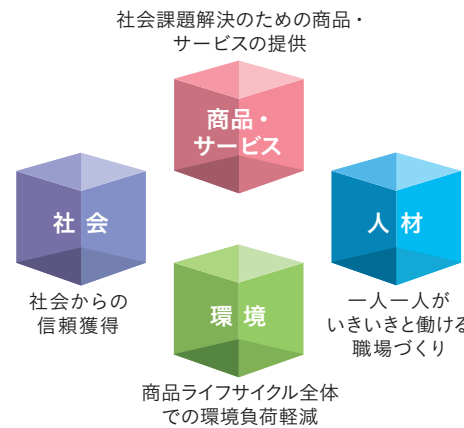 社会課題解決のための商品・
サービスの提供
商品・
サービス
社会
社会からの
信頼獲得
人材
一人一人が
いきいきと働ける
職場づくり
環境
商品ライフサイクル全体
での環境負荷軽減